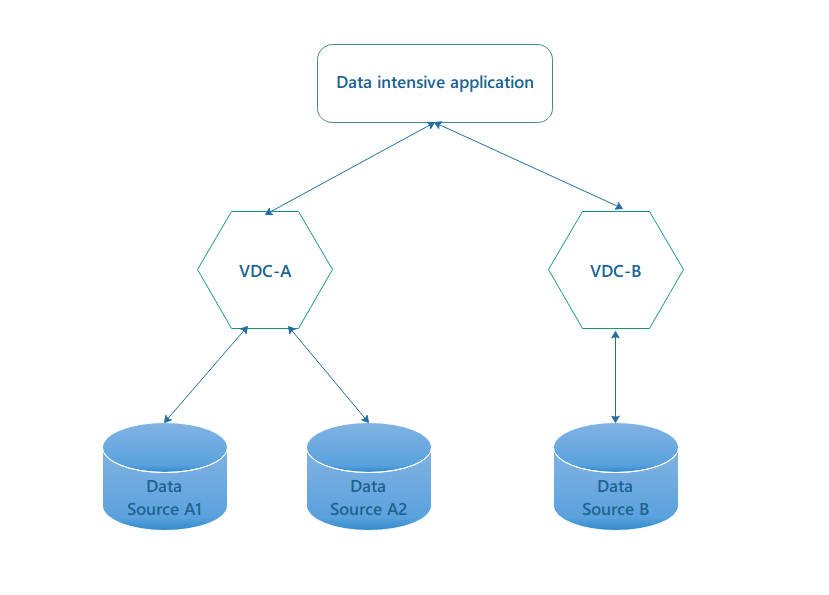 Data intensive application
VDC-A
VDC-B
Data
Source A1
Data
Source A2
Data
Source B